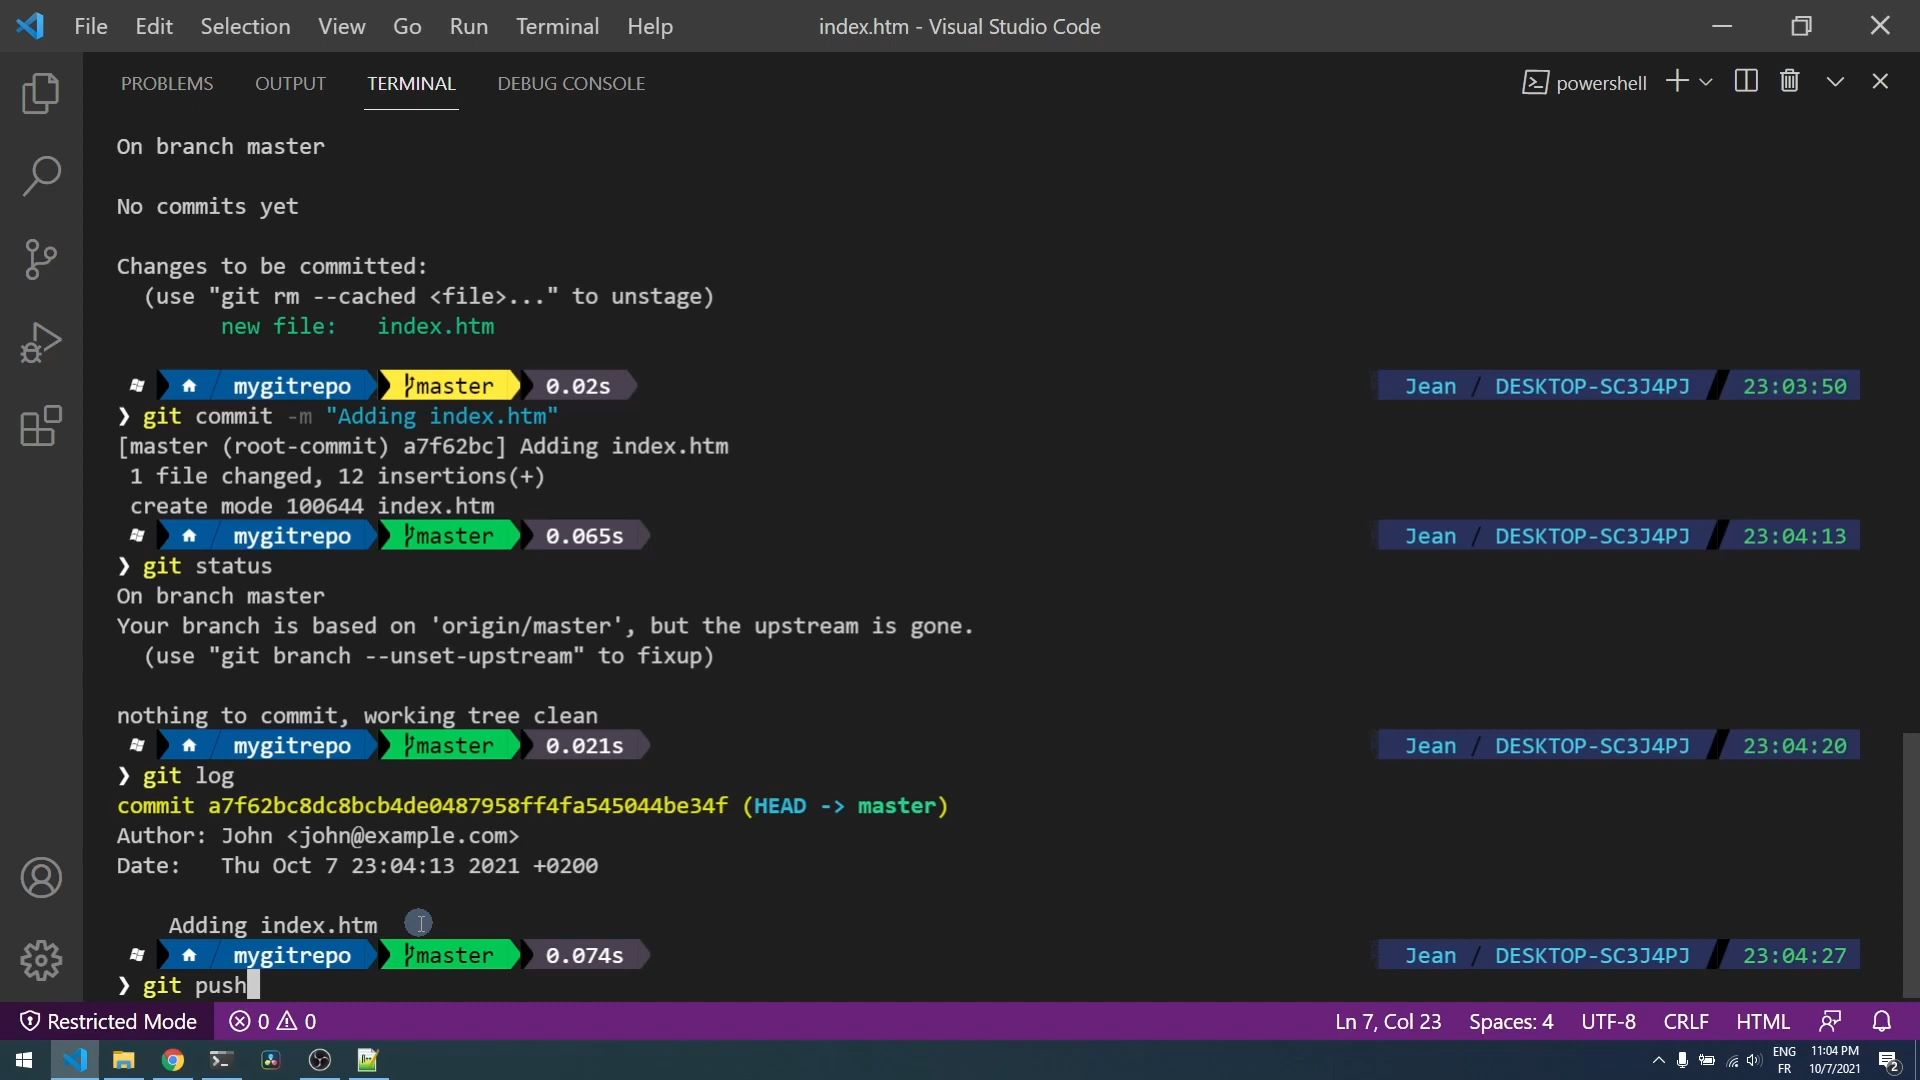 File Edit Selection View Go Run Terminal Help index.htm - Visual Studio Code
PROBLEMS OUTPUT TERMINAL DEBUG CONSOLE powershell
On branch master
No commits yet
Changes to be committed:
(use "git rm --cached <file>..." to unstage)
new file: index.htm
mygitrepo master 0.02s Jean / DESKTOP-SC3J4PJ 23:03:50
❯ git commit -m "Adding index.htm"
[master (root-commit) a7f62bc] Adding index.htm
1 file changed, 12 insertions(+)
create mode 100644 index.htm
mygitrepo master 0.065s Jean / DESKTOP-SC3J4PJ 23:04:13
❯ git status
On branch master
Your branch is based on 'origin/master', but the upstream is gone.
(use "git branch --unset-upstream" to fixup)
nothing to commit, working tree clean
mygitrepo master 0.021s Jean / DESKTOP-SC3J4PJ 23:04:20
❯ git log
commit a7f62bc8dc8bcb4de0487958ff4fa545044be34f (HEAD -> master)
Author: John <john@example.com>
Date: Thu Oct 7 23:04:13 2021 +0200
Adding index.htm
mygitrepo master 0.074s Jean / DESKTOP-SC3J4PJ 23:04:27
❯ git push
Restricted Mode 0 0 Ln 7, Col 23 Spaces: 4 UTF-8 CRLF HTML
ENG 11:04 PM
FR 10/7/2021 2